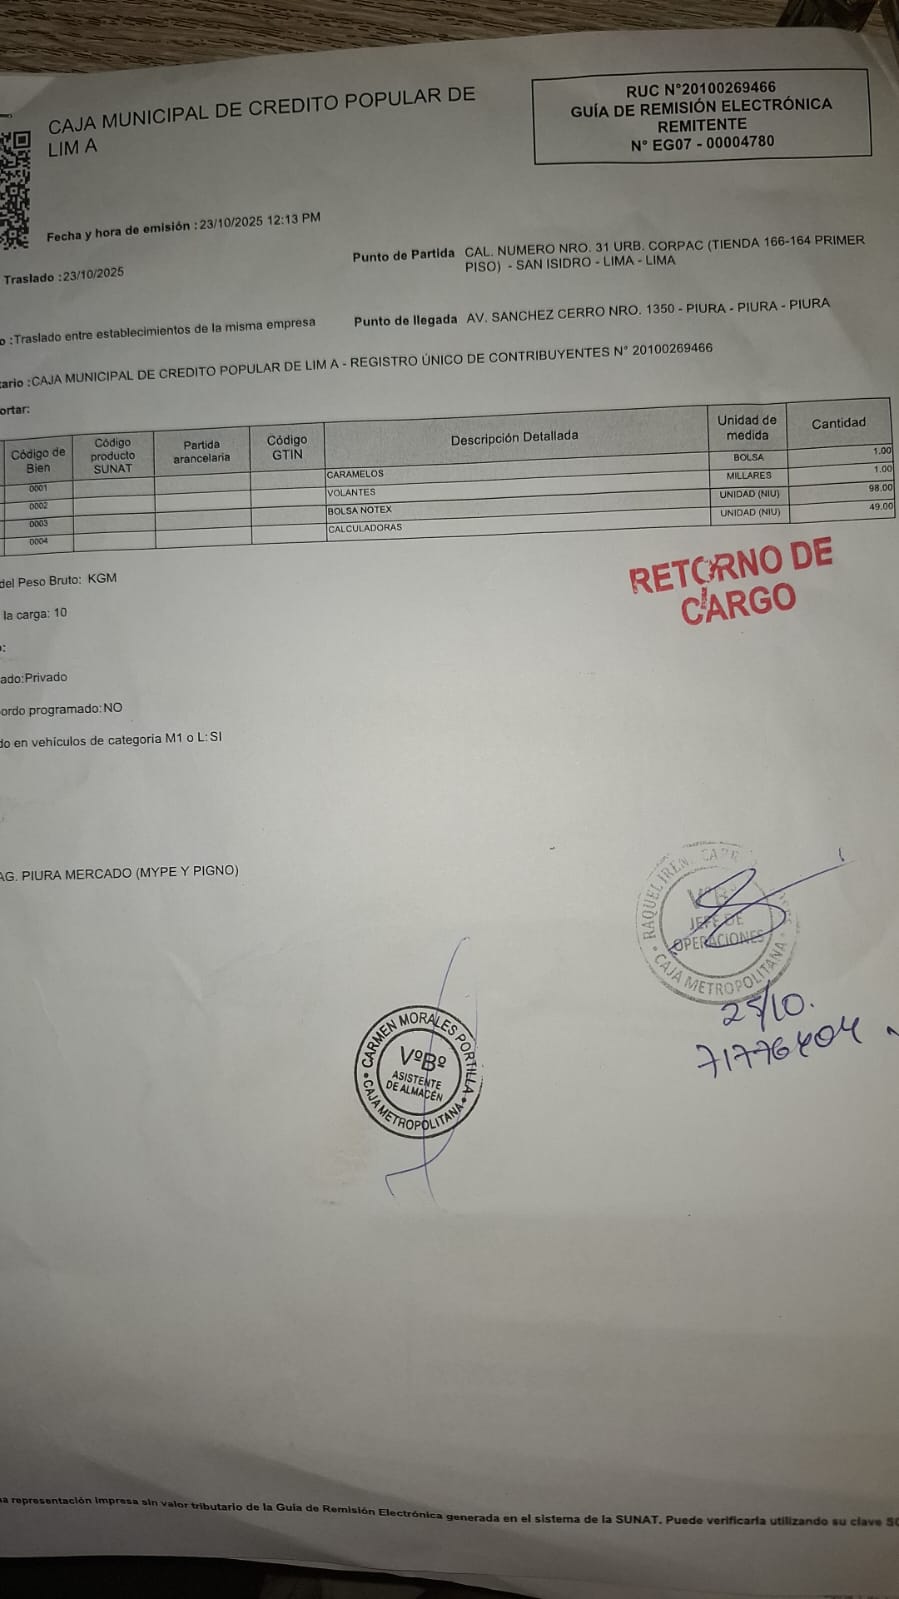 CAJA MUNICIPAL DE CREDITO POPULAR DE
LIM A
RUC N°20100269466
GUÍA DE REMISIÓN ELECTRÓNICA
REMITENTE
N° EG07 - 00004780
Fecha y hora de emisión : 23/10/2025 12:13 PM
Traslado : 23/10/2025
Punto de Partida CAL. NUMERO NRO. 31 URB. CORPAC (TIENDA 166-164 PRIMER
PISO) - SAN ISIDRO - LIMA - LIMA
o : Traslado entre establecimientos de la misma empresa
Punto de llegada AV. SANCHEZ CERRO NRO. 1350 - PIURA - PIURA - PIURA
ario : CAJA MUNICIPAL DE CREDITO POPULAR DE LIM A - REGISTRO ÚNICO DE CONTRIBUYENTES N° 20100269466
ortar:
Código de Bien Código producto SUNAT Partida arancelaria Código GTIN Descripción Detallada Unidad de medida Cantidad
0001 CARAMELOS BOLSA 1.00
0002 VOLANTES MILLARES 1.00
0003 BOLSA NOTEX UNIDAD (NIU) 98.00
0004 CALCULADORAS UNIDAD (NIU) 49.00
del Peso Bruto: KGM
la carga: 10
o:
ado:Privado
ordo programado:NO
do en vehículos de categoria M1 o L:SI
RETORNO DE
CARGO
AG. PIURA MERCADO (MYPE Y PIGNO)
RAQUEL IREN
JEFE DE
OPERACIONES
CAJA METROPOLITANA
25/10.
71776404
CARMEN MORALES PORTILLA
VºBº
ASISTENTE
DE ALMACÉN
CAJA METROPOLITANA
na representación impresa sin valor tributario de la Guía de Remisión Electrónica generada en el sistema de la SUNAT. Puede verificarla utilizando su clave SO